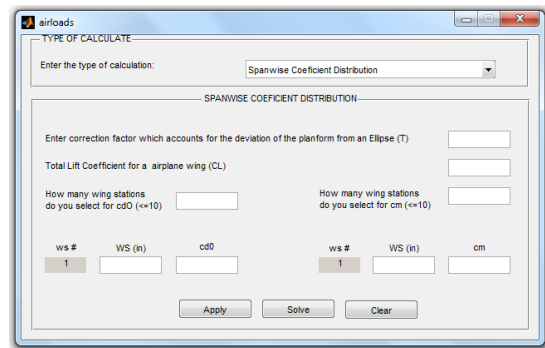 airloads
TYPE OF CALCULATE
Enter the type of calculation:
Spanwise Coeficient Distribution
SPANWISE COEFICIENT DISTRIBUTION
Enter correction factor which accounts for the deviation of the planform from an Ellipse (T)
Total Lift Coefficient for a airplane wing (CL)
How many wing stations
do you select for cd0 (<=10)
How many wing stations
do you select for cm (<=10)
ws # WS (in) cd0
1
ws # WS (in) cm
1
Apply Solve Clear